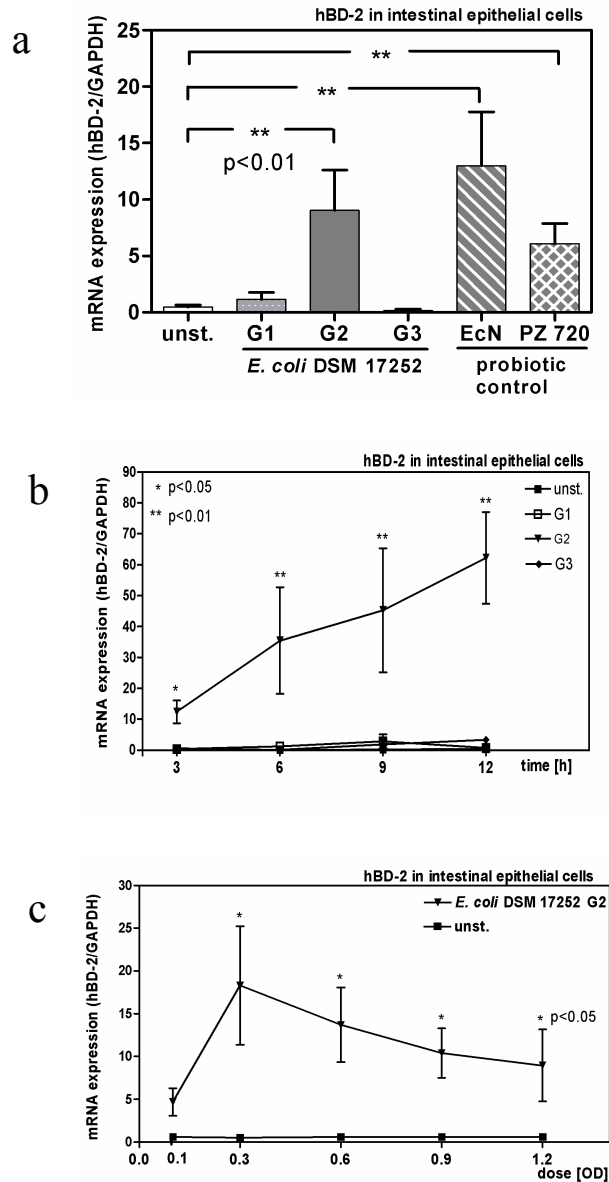 a
hBD-2 in intestinal epithelial cells
mRNA expression (hBD-2/GAPDH)
25
20
15
10
5
0
**
**
**
p<0.01
unst. G1 G2 G3 EcN PZ 720
E. coli DSM 17252
probiotic
control
b
hBD-2 in intestinal epithelial cells
mRNA expression (hBD-2/GAPDH)
90
80
70
60
50
40
30
20
10
0
* p<0.05
** p<0.01
unst.
G1
G2
G3
* ** ** **
3 6 9 12 time [h]
c
hBD-2 in intestinal epithelial cells
mRNA expression (hBD-2/GAPDH)
30
25
20
15
10
5
0
E. coli DSM 17252 G2
unst.
* * * * p<0.05
0.0 0.1 0.3 0.6 0.9 1.2
dose [OD]